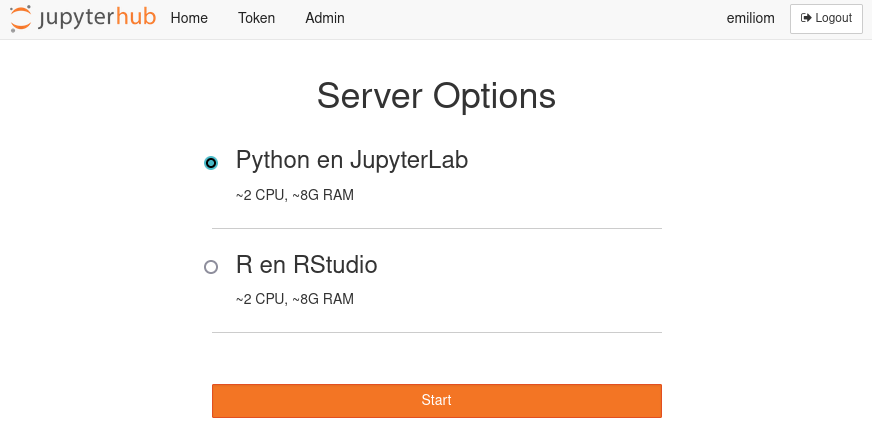 jupyterhub Home Token Admin emiliom Logout
Server Options
Python en JupyterLab
~2 CPU, ~8G RAM
R en RStudio
~2 CPU, ~8G RAM
Start